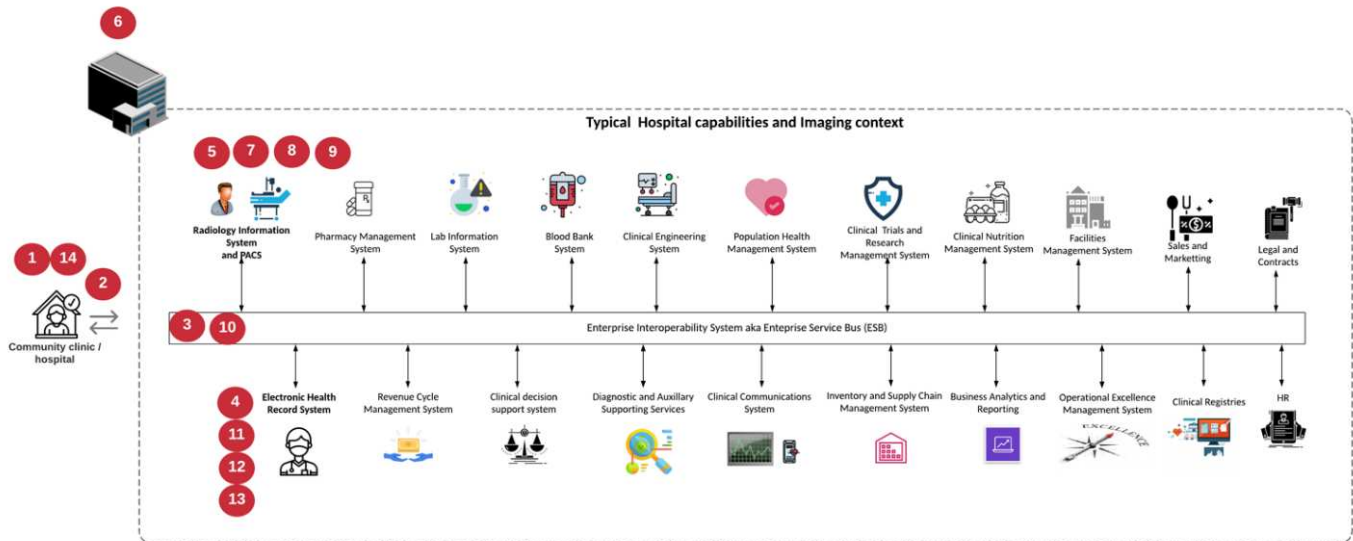 6
Typical Hospital capabilities and Imaging context
5
7
8
9
Radiology Information
System
and PACS
Pharmacy Management
System
Lab Information
System
Blood Bank
System
Clinical Engineering
System
Population Health
Management System
Clinical Trials and
Research
Management System
Clinical Nutrition
Management System
Facilities
Management System
Sales and
Marketting
Legal and
Contracts
1
14
2
Community clinic /
hospital
3
10
Enterprise Interoperability System aka Enteprise Service Bus (ESB)
4
11
12
13
Electronic Health
Record System
Revenue Cycle
Management System
Clinical decision
support system
Diagnostic and Auxillary
Supporting Services
Clinical Communications
System
Inventory and Supply Chain
Management System
Business Analytics and
Reporting
Operational Excellence
Management System
EXCELLENCE
Clinical Registries
HR